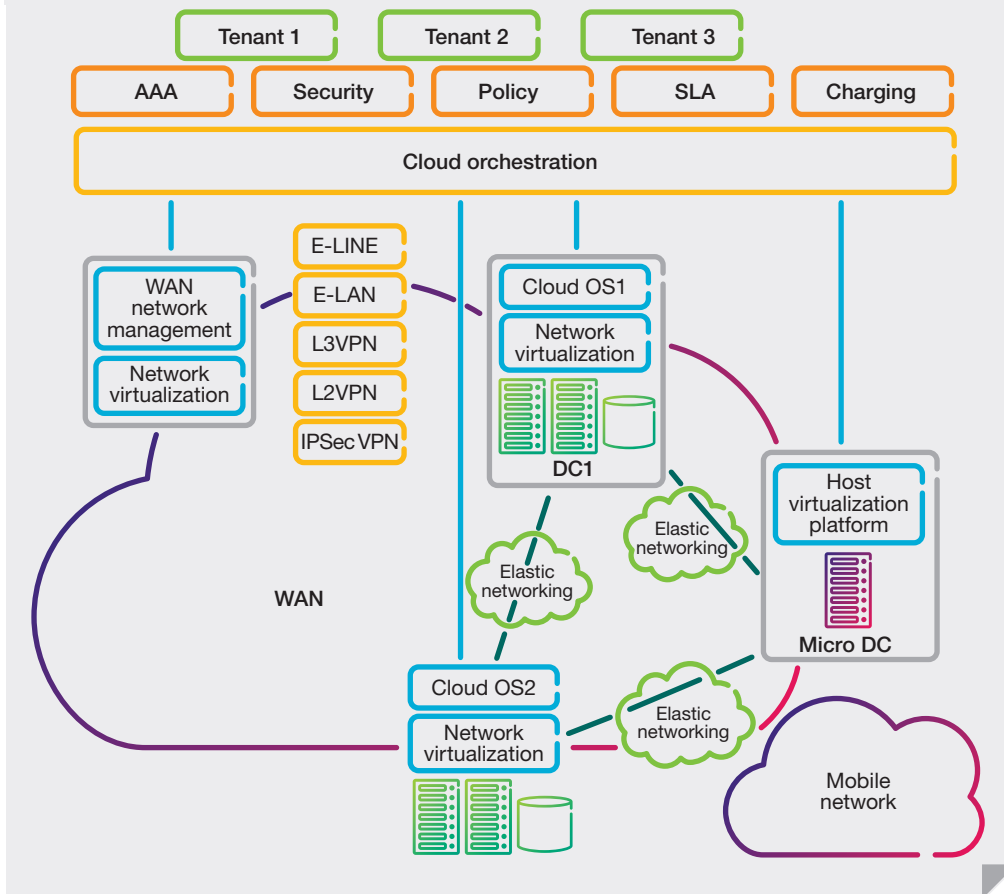 Tenant 1
Tenant 2
Tenant 3
AAA
Security
Policy
SLA
Charging
Cloud orchestration
WAN
network
management
Network
virtualization
E-LINE
E-LAN
L3VPN
L2VPN
IPSec VPN
Cloud OS1
Network
virtualization
DC1
Host
virtualization
platform
Micro DC
Elastic
networking
Elastic
networking
WAN
Cloud OS2
Network
virtualization
Elastic
networking
Mobile
network